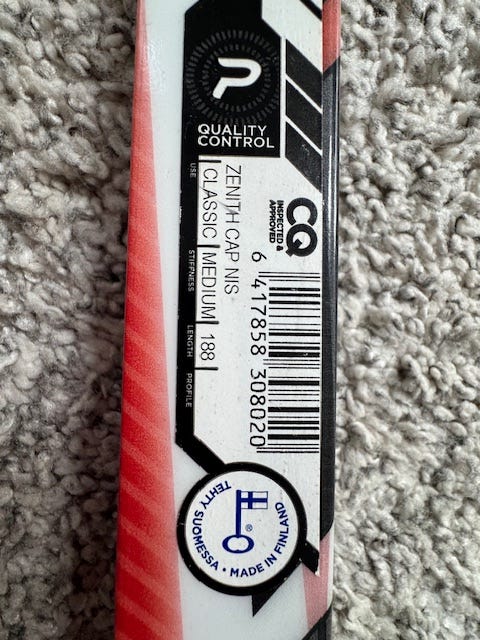 P
QUALITY
CONTROL
CQ
INSPECTED &
APPROVED
ZENITH CAP NIS
USE
STIFFNESS
LENGTH
PROFILE
CLASSIC
MEDIUM
188
6 417858 308020
TEHTY SUOMESSA • MADE IN FINLAND
®